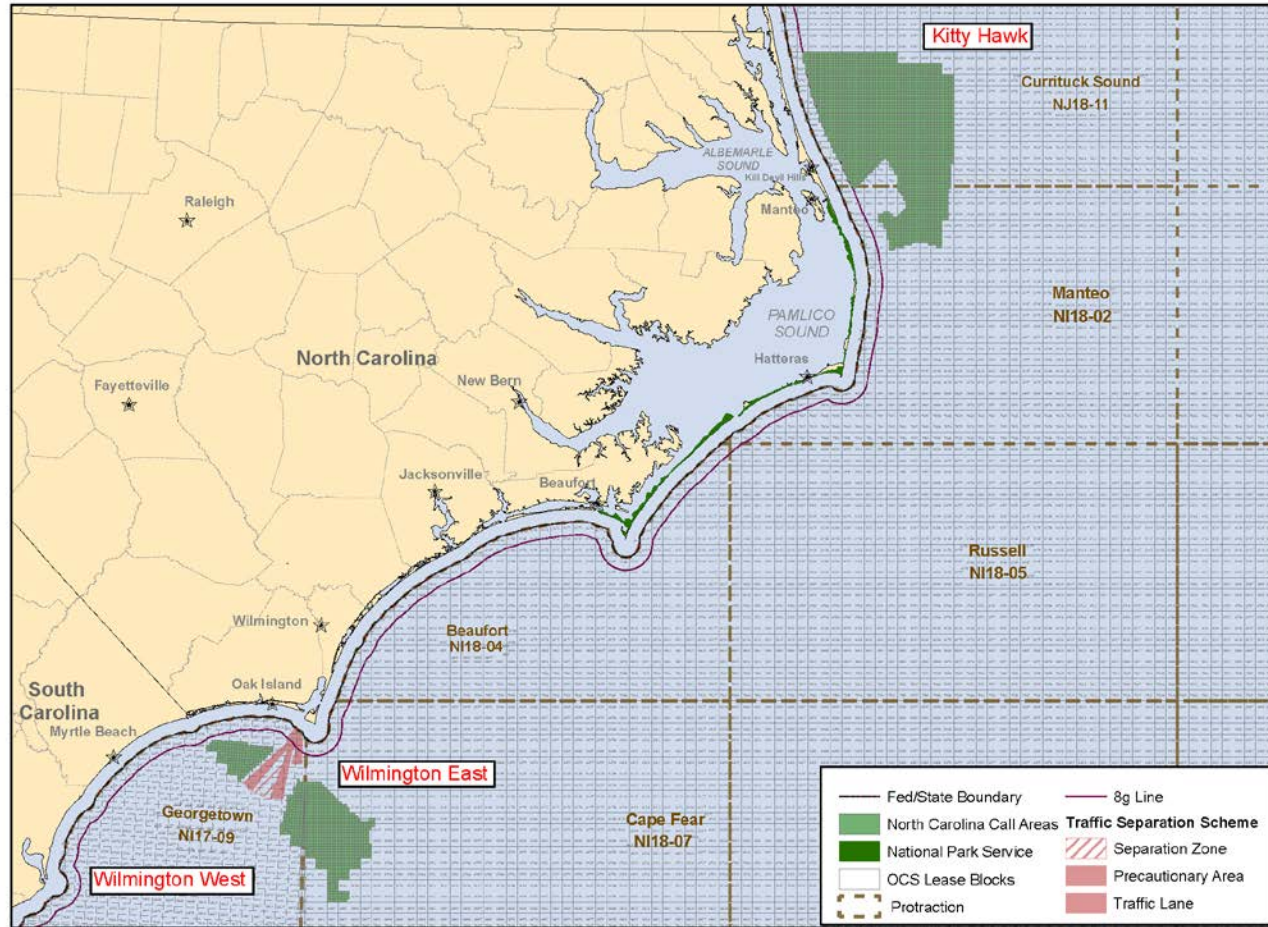 Kitty Hawk
Currituck Sound
NJ18-11
ALBEMARLE
SOUND
Kill Devil Hills
Raleigh
Manteo
Manteo
NI18-02
PAMLICO
SOUND
North Carolina
Hatteras
Fayetteville
New Bern
Jacksonville
Beaufort
Russell
NI18-05
Wilmington
Beaufort
NI18-04
Oak Island
South
Carolina
Myrtle Beach
Wilmington East
Georgetown
NI17-09
Cape Fear
NI18-07
Wilmington West
Fed/State Boundary
North Carolina Call Areas
National Park Service
OCS Lease Blocks
Protraction
8g Line
Traffic Separation Scheme
Separation Zone
Precautionary Area
Traffic Lane